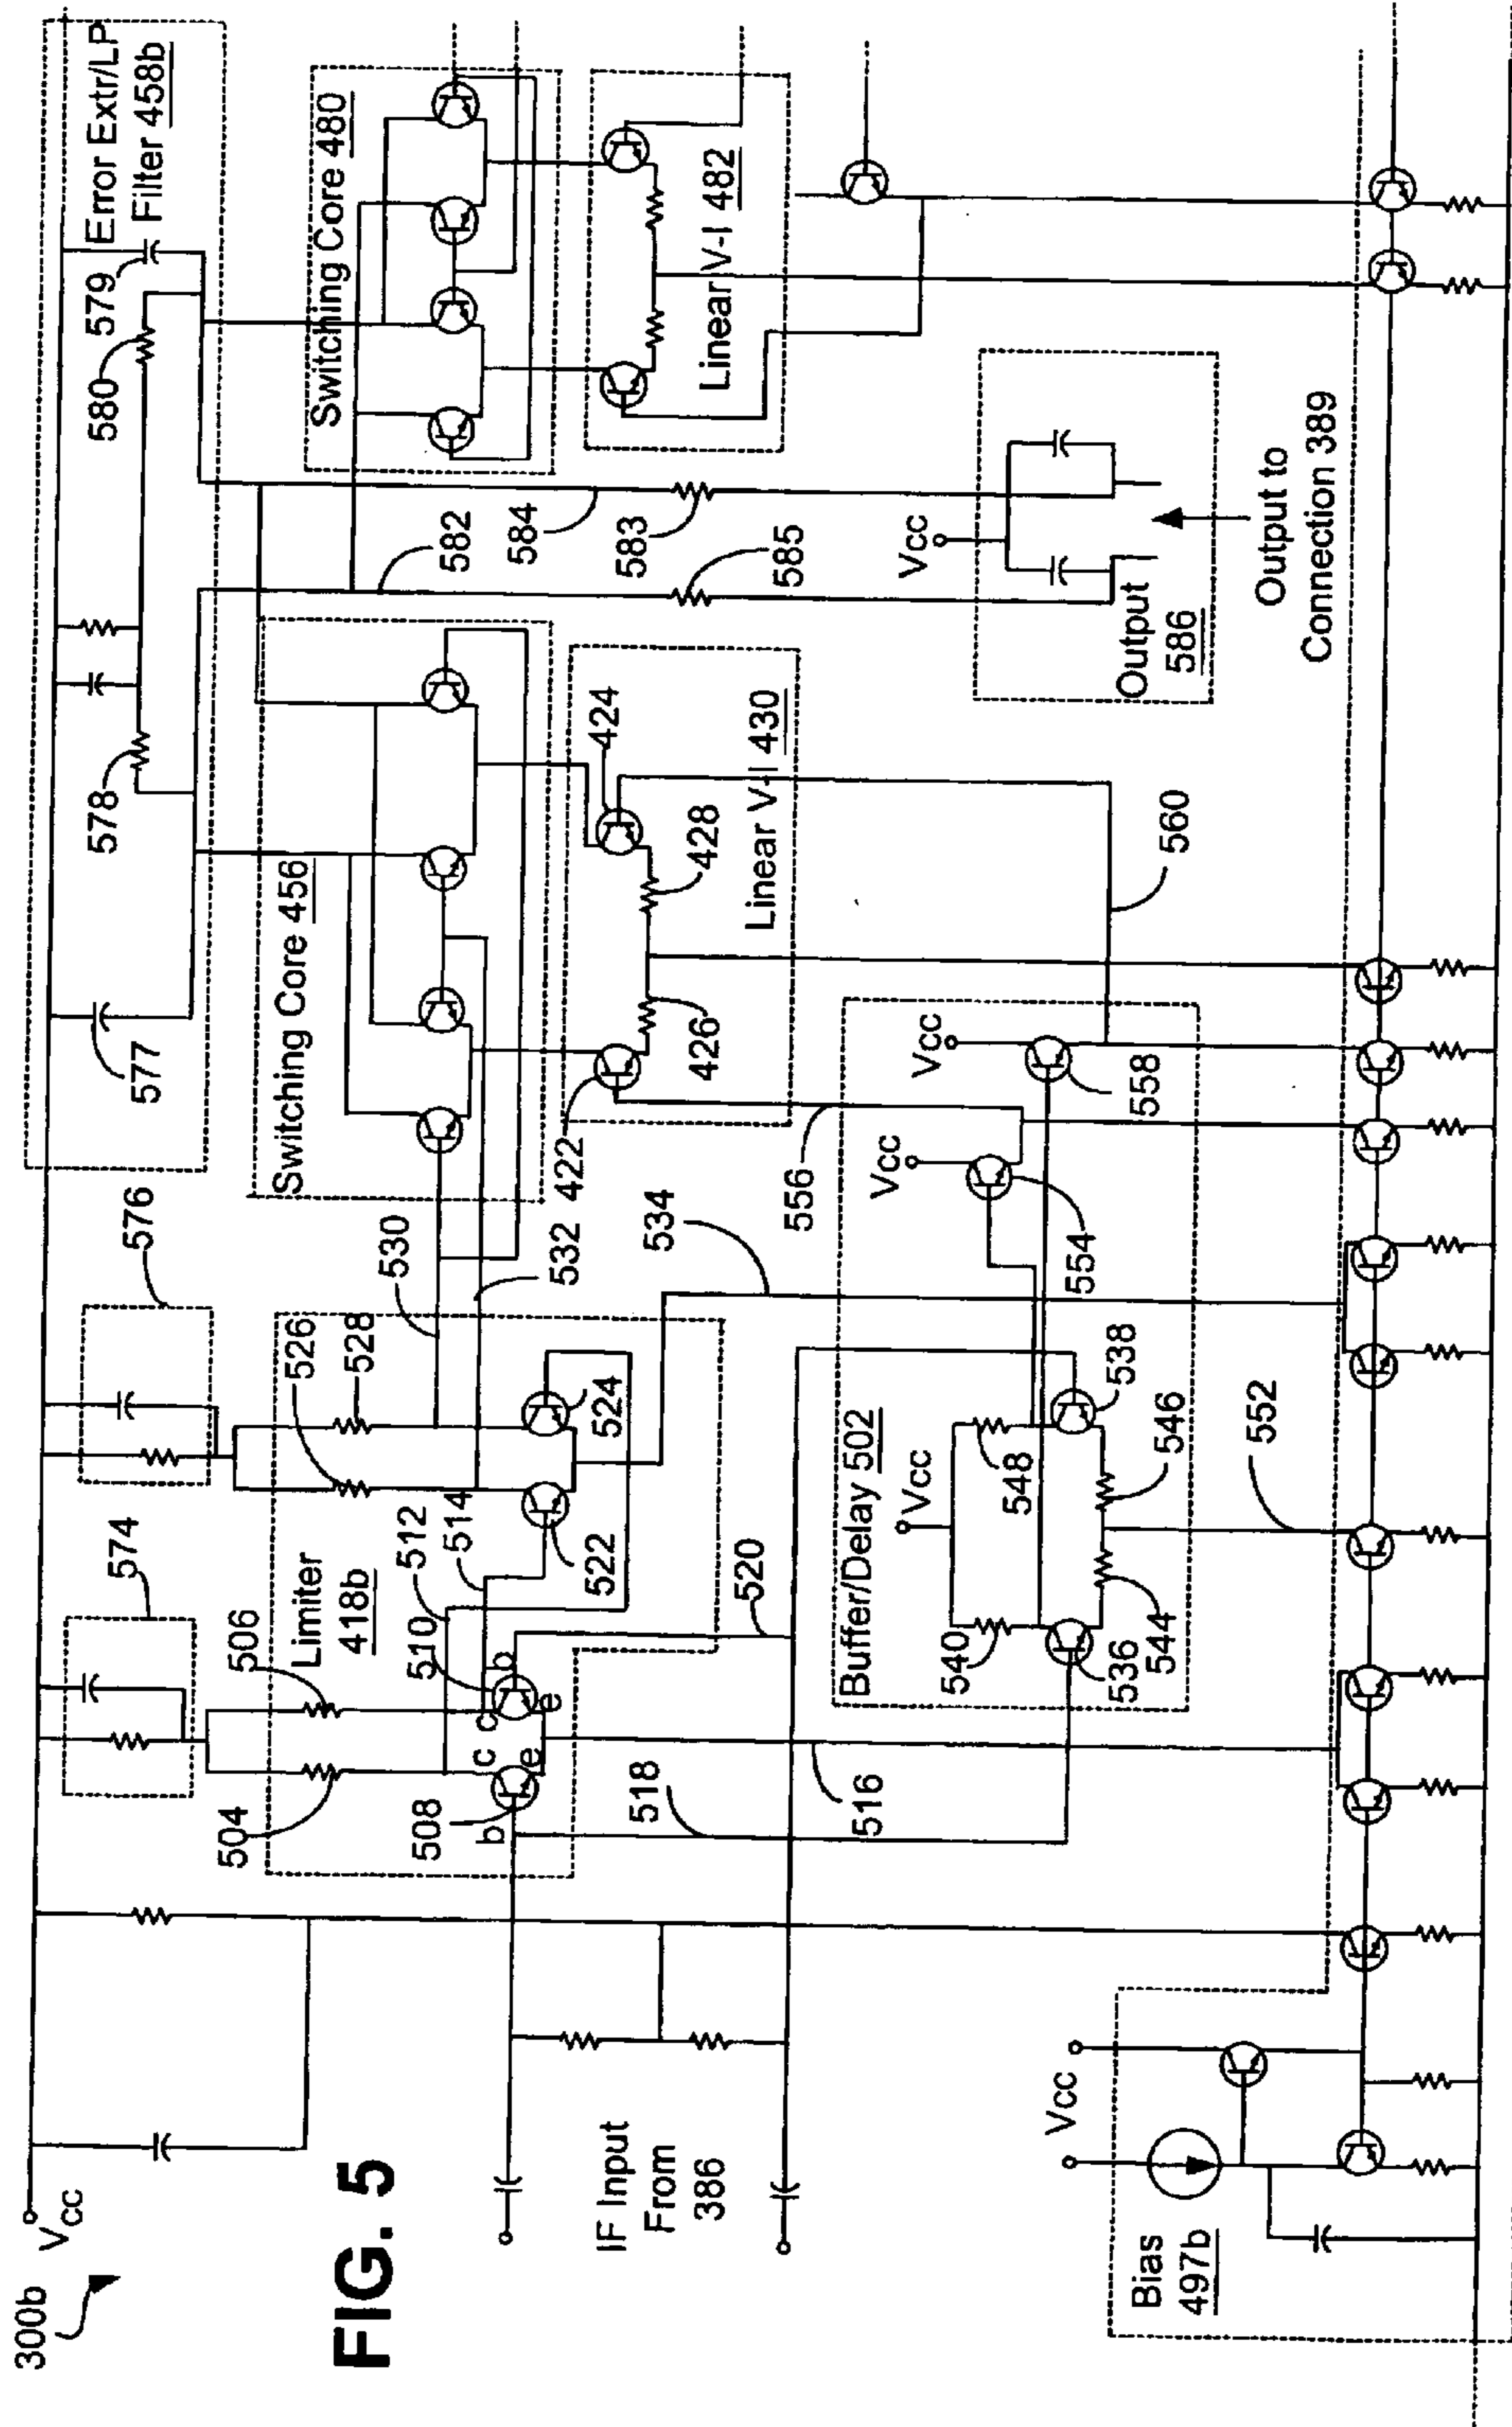 300b
Vcc
FIG. 5
574
576
577
578
580
579
Error Extr/LP
Filter 458b
504
506
Limiter
418b
526
528
530
532
534
Switching Core 456
582
584
583
585
Switching Core 480
508
b
c
e
510
c
b
e
512
514
522
524
422
426
428
424
Linear V-I 430
Linear V-I 482
IF Input
From
386
518
516
520
Buffer/Delay 502
Vcc
540
548
536
538
544
546
552
554
Vcc
556
Vcc
558
560
Vcc
Output
586
Output to
Connection 389
Bias
497b
Vcc